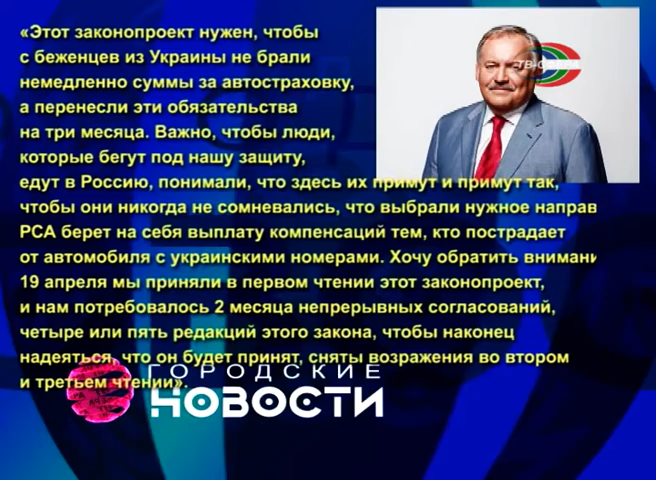 «Этот законопроект нужен, чтобы
с беженцев из Украины не брали
немедленно суммы за автостраховку,
а перенесли эти обязательства
на три месяца. Важно, чтобы люди,
которые бегут под нашу защиту,
едут в Россию, понимали, что здесь их примут и примут так,
чтобы они никогда не сомневались, что выбрали нужное направ
РСА берет на себя выплату компенсаций тем, кто пострадает
от автомобиля с украинскими номерами. Хочу обратить внимани
19 апреля мы приняли в первом чтении этот законопроект,
и нам потребовалось 2 месяца непрерывных согласований,
четыре или пять редакций этого закона, чтобы наконец
надеяться, что он будет принят, сняты возражения во втором
и третьем чтении».
ГОРОДСКИЕ
НОВОСТИ